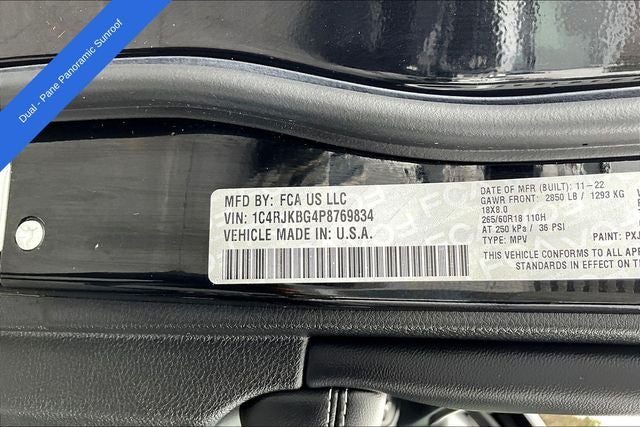 Dual - Pane Panoramic Sunroof
MFD BY: FCA US LLC
VIN: 1C4RJKBG4P8769834
VEHICLE MADE IN: U.S.A.
DATE OF MFR (BUILT): 11-22
GAWR FRONT: 2850 LB / 1293 KG
18X8.0
265/60R18 110H
AT 250 kPa / 36 PSI
TYPE: MPV PAINT: PXJ
THIS VEHICLE CONFORMS TO ALL
STANDARDS IN EFFECT ON THE